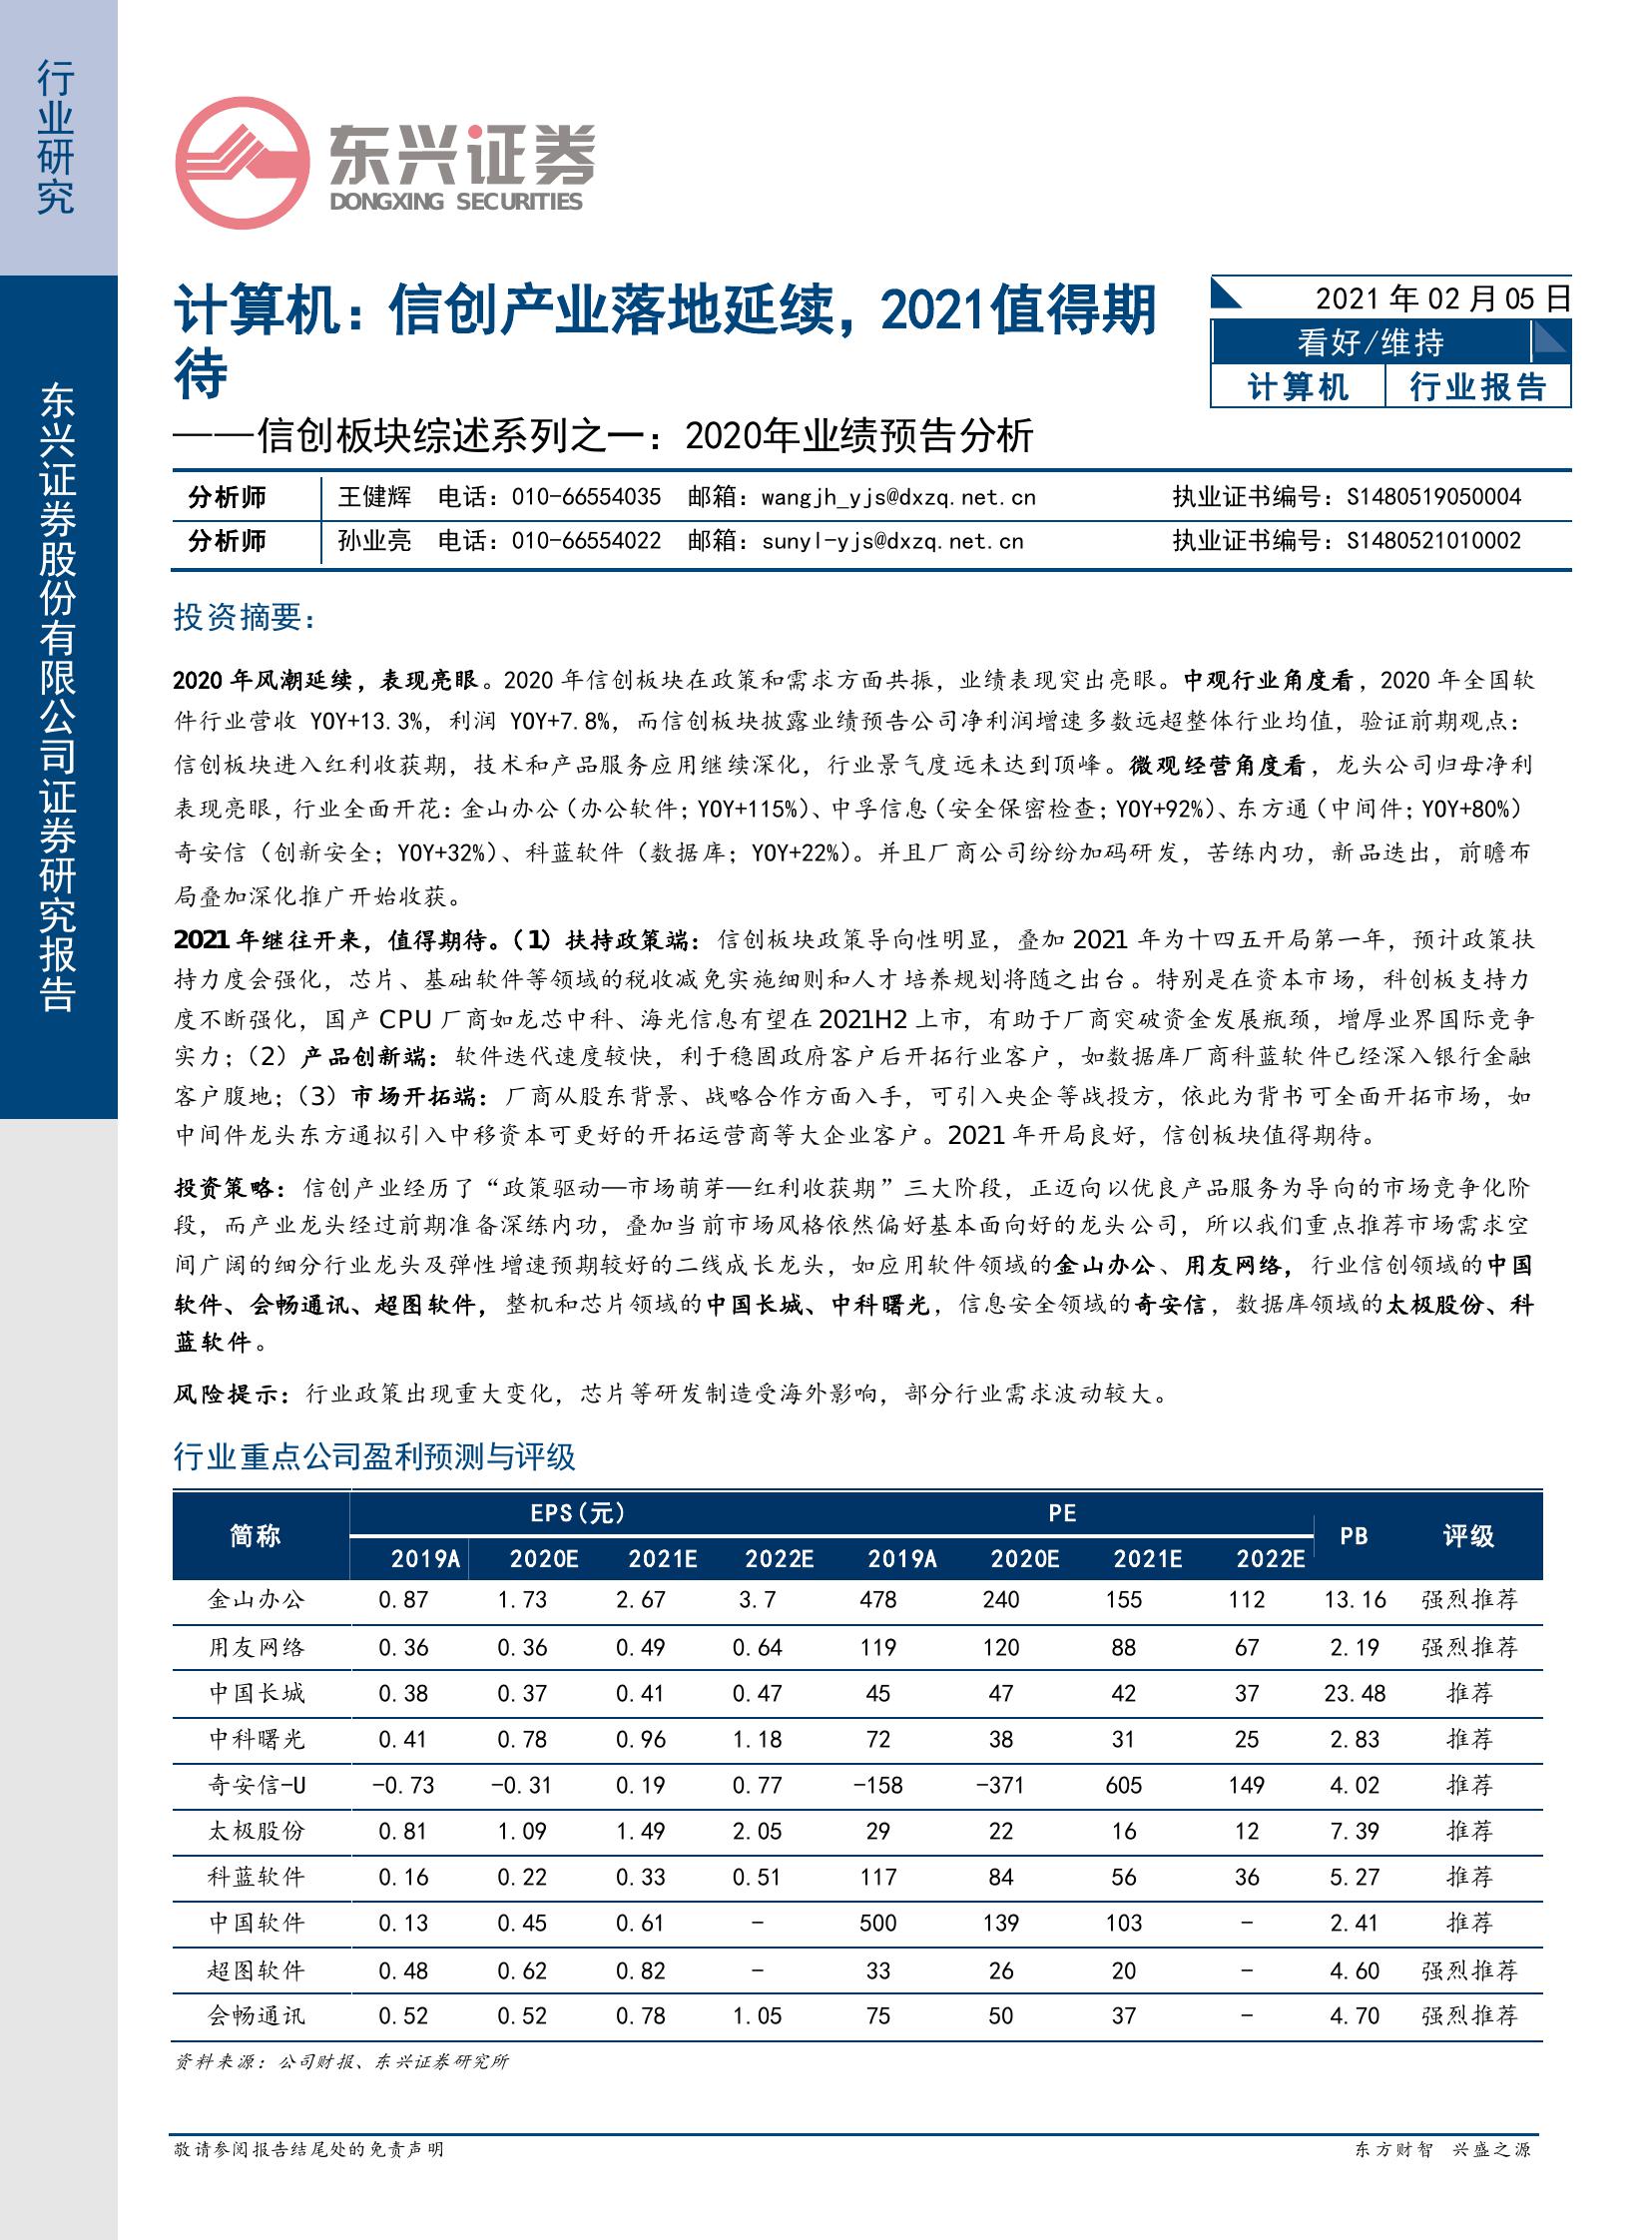 行业研究
东兴证券股份有限公司证券研究报告
东兴证券
DONGXING SECURITIES
计算机：信创产业落地延续，2021值得期
待
——信创板块综述系列之一：2020年业绩预告分析
2021 年 02 月 05 日
看好/维持
计算机 行业报告
分析师 王健辉 电话：010-66554035 邮箱：wangjh_yjs@dxzq.net.cn 执业证书编号：S1480519050004
分析师 孙业亮 电话：010-66554022 邮箱：sunyl-yjs@dxzq.net.cn 执业证书编号：S1480521010002
投资摘要：
2020 年风潮延续，表现亮眼。2020 年信创板块在政策和需求方面共振，业绩表现突出亮眼。中观行业角度看，2020 年全国软
件行业营收 YOY+13.3%，利润 YOY+7.8%，而信创板块披露业绩预告公司净利润增速多数远超整体行业均值，验证前期观点：
信创板块进入红利收获期，技术和产品服务应用继续深化，行业景气度远未达到顶峰。微观经营角度看，龙头公司归母净利
表现亮眼，行业全面开花：金山办公（办公软件；YOY+115%）、中孚信息（安全保密检查；YOY+92%）、东方通（中间件；YOY+80%）
奇安信（创新安全；YOY+32%）、科蓝软件（数据库；YOY+22%）。并且厂商公司纷纷加码研发，苦练内功，新品迭出，前瞻布
局叠加深化推广开始收获。
2021 年继往开来，值得期待。（1）扶持政策端：信创板块政策导向性明显，叠加 2021 年为十四五开局第一年，预计政策扶
持力度会强化，芯片、基础软件等领域的税收减免实施细则和人才培养规划将随之出台。特别是在资本市场，科创板支持力
度不断强化，国产 CPU 厂商如龙芯中科、海光信息有望在 2021H2 上市，有助于厂商突破资金发展瓶颈，增厚业界国际竞争
实力；（2）产品创新端：软件迭代速度较快，利于稳固政府客户后开拓行业客户，如数据库厂商科蓝软件已经深入银行金融
客户腹地；（3）市场开拓端：厂商从股东背景、战略合作方面入手，可引入央企等战投方，依此为背书可全面开拓市场，如
中间件龙头东方通拟引入中移资本可更好的开拓运营商等大企业客户。2021 年开局良好，信创板块值得期待。
投资策略：信创产业经历了“政策驱动—市场萌芽—红利收获期”三大阶段，正迈向以优良产品服务为导向的市场竞争化阶
段，而产业龙头经过前期准备深练内功，叠加当前市场风格依然偏好基本面向好的龙头公司，所以我们重点推荐市场需求空
间广阔的细分行业龙头及弹性增速预期较好的二线成长龙头，如应用软件领域的金山办公、用友网络，行业信创领域的中国
软件、会畅通讯、超图软件，整机和芯片领域的中国长城、中科曙光，信息安全领域的奇安信，数据库领域的太极股份、科
蓝软件。
风险提示：行业政策出现重大变化，芯片等研发制造受海外影响，部分行业需求波动较大。
行业重点公司盈利预测与评级
简称 EPS(元) PE PB 评级
2019A 2020E 2021E 2022E 2019A 2020E 2021E 2022E
金山办公 0.87 1.73 2.67 3.7 478 240 155 112 13.16 强烈推荐
用友网络 0.36 0.36 0.49 0.64 119 120 88 67 2.19 强烈推荐
中国长城 0.38 0.37 0.41 0.47 45 47 42 37 23.48 推荐
中科曙光 0.41 0.78 0.96 1.18 72 38 31 25 2.83 推荐
奇安信-U -0.73 -0.31 0.19 0.77 -158 -371 605 149 4.02 推荐
太极股份 0.81 1.09 1.49 2.05 29 22 16 12 7.39 推荐
科蓝软件 0.16 0.22 0.33 0.51 117 84 56 36 5.27 推荐
中国软件 0.13 0.45 0.61 - 500 139 103 - 2.41 推荐
超图软件 0.48 0.62 0.82 - 33 26 20 - 4.60 强烈推荐
会畅通讯 0.52 0.52 0.78 1.05 75 50 37 - 4.70 强烈推荐
资料来源：公司财报、东兴证券研究所
敬请参阅报告结尾处的免责声明 东方财智 兴盛之源